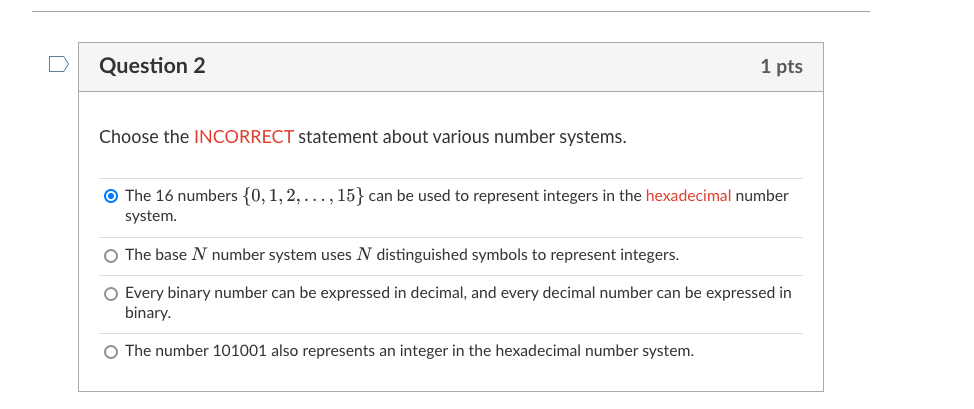 Question 2
1 pts
Choose the INCORRECT statement about various number systems.
The 16 numbers {0, 1, 2, . . . , 15} can be used to represent integers in the hexadecimal number
system.
The base N number system uses N distinguished symbols to represent integers.
Every binary number can be expressed in decimal, and every decimal number can be expressed in
binary.
The number 101001 also represents an integer in the hexadecimal number system.